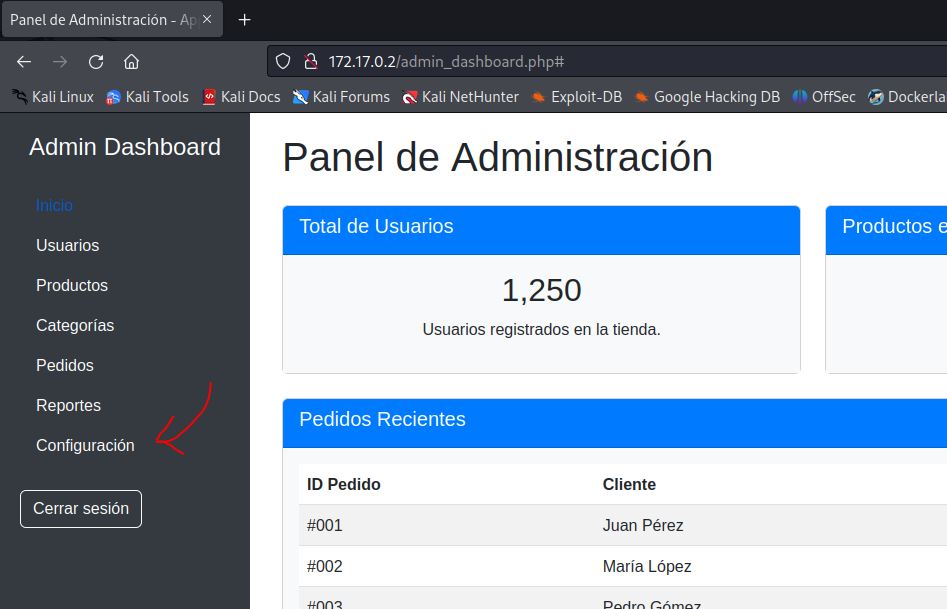 Panel de Administración - Ap
172.17.0.2/admin_dashboard.php#
Kali Linux Kali Tools Kali Docs Kali Forums Kali NetHunter Exploit-DB Google Hacking DB OffSec Dockerla
Admin Dashboard
Inicio
Usuarios
Productos
Categorías
Pedidos
Reportes
Configuración
Cerrar sesión
Panel de Administración
Total de Usuarios
1,250
Usuarios registrados en la tienda.
Productos e
Pedidos Recientes
ID Pedido Cliente
#001 Juan Pérez
#002 María López
#003 Pedro Gómez